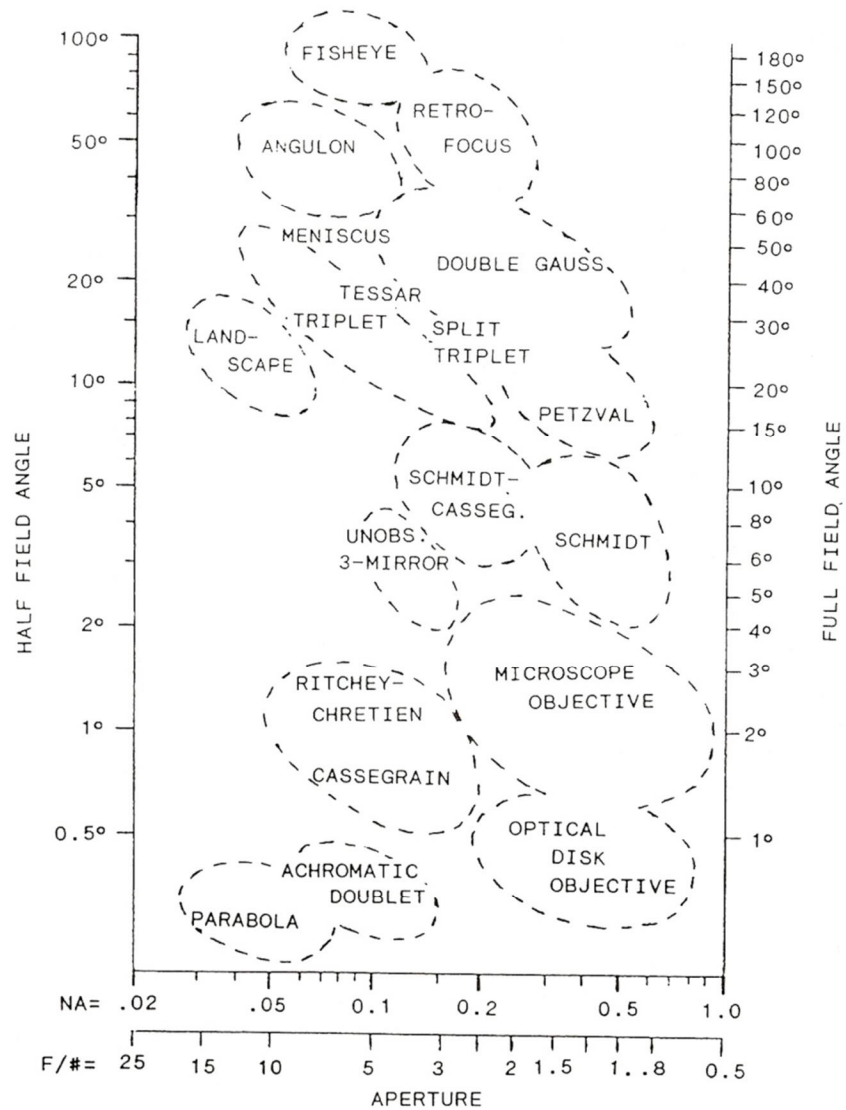 100°
50°
20°
10°
5°
2°
1°
0.5°
HALF FIELD ANGLE
FISHEYE
RETRO-
FOCUS
ANGULON
MENISCUS
DOUBLE GAUSS
TESSAR
TRIPLET
SPLIT
TRIPLET
LAND-
SCAPE
PETZVAL
SCHMIDT-
CASSEG.
UNOBS.
3-MIRROR
SCHMIDT
MICROSCOPE
OBJECTIVE
RITCHEY-
CHRETIEN
CASSEGRAIN
OPTICAL
DISK
OBJECTIVE
ACHROMATIC
DOUBLET
PARABOLA
180°
150°
120°
100°
80°
60°
50°
40°
30°
20°
15°
10°
8°
6°
5°
4°
3°
2°
1°
FULL FIELD ANGLE
NA= .02 .05 0.1 0.2 0.5 1.0
F/#= 25 15 10 5 3 2 1.5 1. .8 0.5
APERTURE